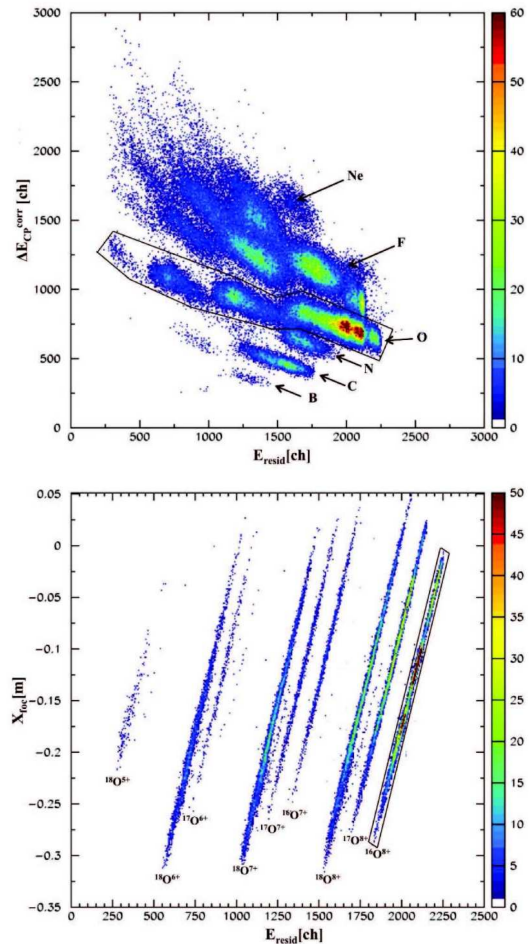 60
50
40
30
20
10
0
3000
2500
2000
1500
1000
500
0
ΔE_CP^corr [ch]
Ne
F
O
N
C
B
0 500 1000 1500 2000 2500 3000
E_resid[ch]
50
45
40
35
30
25
20
15
10
5
0
0.05
0
−0.05
−0.1
−0.15
−0.2
−0.25
−0.3
−0.35
X_foc[m]
18O5+
17O6+
18O6+
16O7+
17O7+
18O7+
17O8+
16O8+
18O8+
0 250 500 750 1000 1250 1500 1750 2000 2250 2500
E_resid[ch]